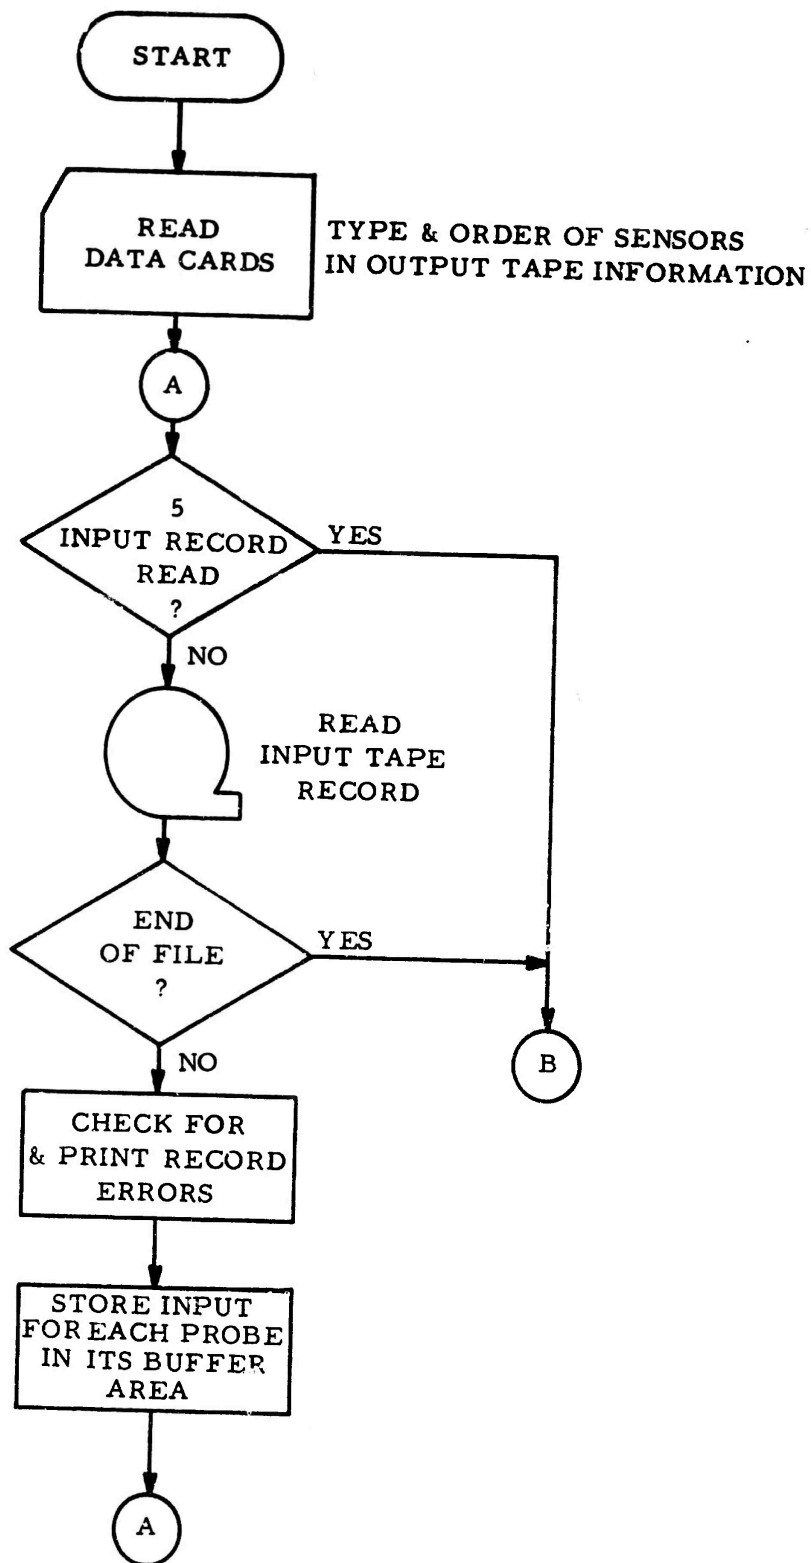 START
READ
DATA CARDS
TYPE & ORDER OF SENSORS
IN OUTPUT TAPE INFORMATION
A
5
INPUT RECORD
READ
?
YES
NO
READ
INPUT TAPE
RECORD
END
OF FILE
?
YES
NO
B
CHECK FOR
& PRINT RECORD
ERRORS
STORE INPUT
FOR EACH PROBE
IN ITS BUFFER
AREA
A